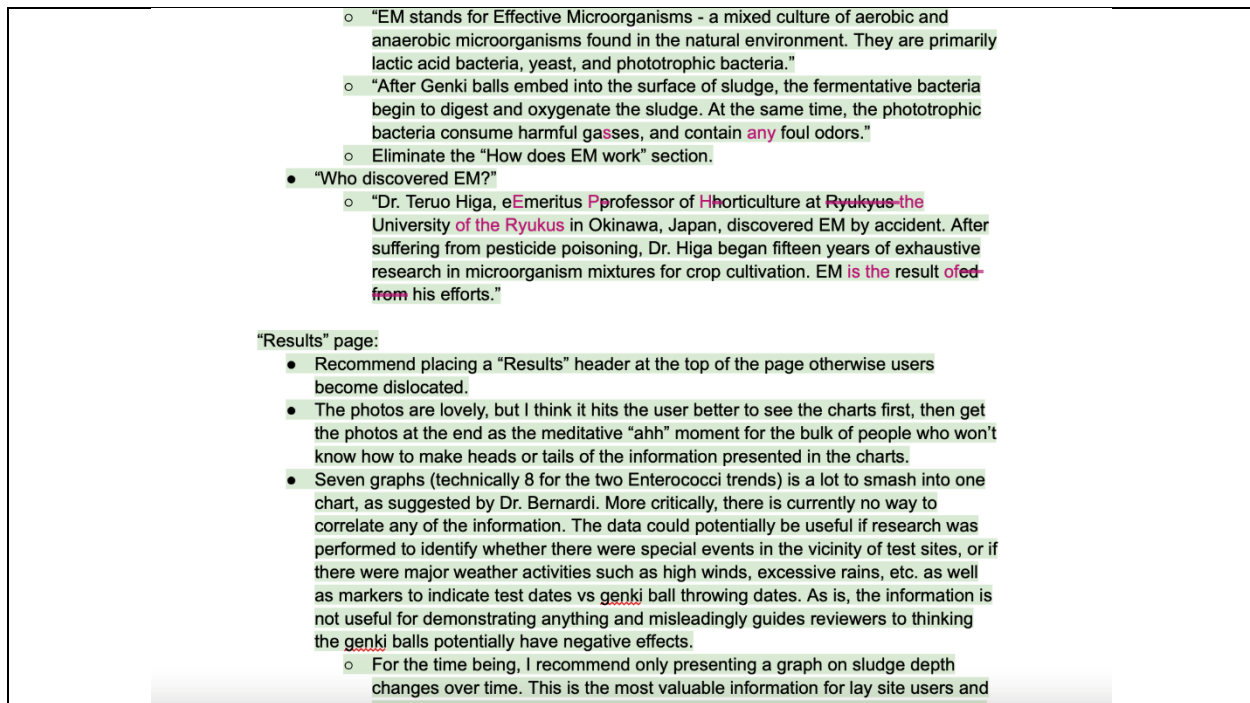 ○ “EM stands for Effective Microorganisms - a mixed culture of aerobic and
anaerobic microorganisms found in the natural environment. They are primarily
lactic acid bacteria, yeast, and phototrophic bacteria.”
○ “After Genki balls embed into the surface of sludge, the fermentative bacteria
begin to digest and oxygenate the sludge. At the same time, the phototrophic
bacteria consume harmful gasses, and contain any foul odors.”
○ Eliminate the “How does EM work” section.
● “Who discovered EM?”
○ “Dr. Teruo Higa, eEmeritus Pprofessor of Hhorticulture at Ryukyus the
University of the Ryukus in Okinawa, Japan, discovered EM by accident. After
suffering from pesticide poisoning, Dr. Higa began fifteen years of exhaustive
research in microorganism mixtures for crop cultivation. EM is the result ofed
from his efforts.”
“Results” page:
● Recommend placing a “Results” header at the top of the page otherwise users
become dislocated.
● The photos are lovely, but I think it hits the user better to see the charts first, then get
the photos at the end as the meditative “ahh” moment for the bulk of people who won’t
know how to make heads or tails of the information presented in the charts.
● Seven graphs (technically 8 for the two Enterococci trends) is a lot to smash into one
chart, as suggested by Dr. Bernardi. More critically, there is currently no way to
correlate any of the information. The data could potentially be useful if research was
performed to identify whether there were special events in the vicinity of test sites, or if
there were major weather activities such as high winds, excessive rains, etc. as well
as markers to indicate test dates vs genki ball throwing dates. As is, the information is
not useful for demonstrating anything and misleadingly guides reviewers to thinking
the genki balls potentially have negative effects.
○ For the time being, I recommend only presenting a graph on sludge depth
changes over time. This is the most valuable information for lay site users and